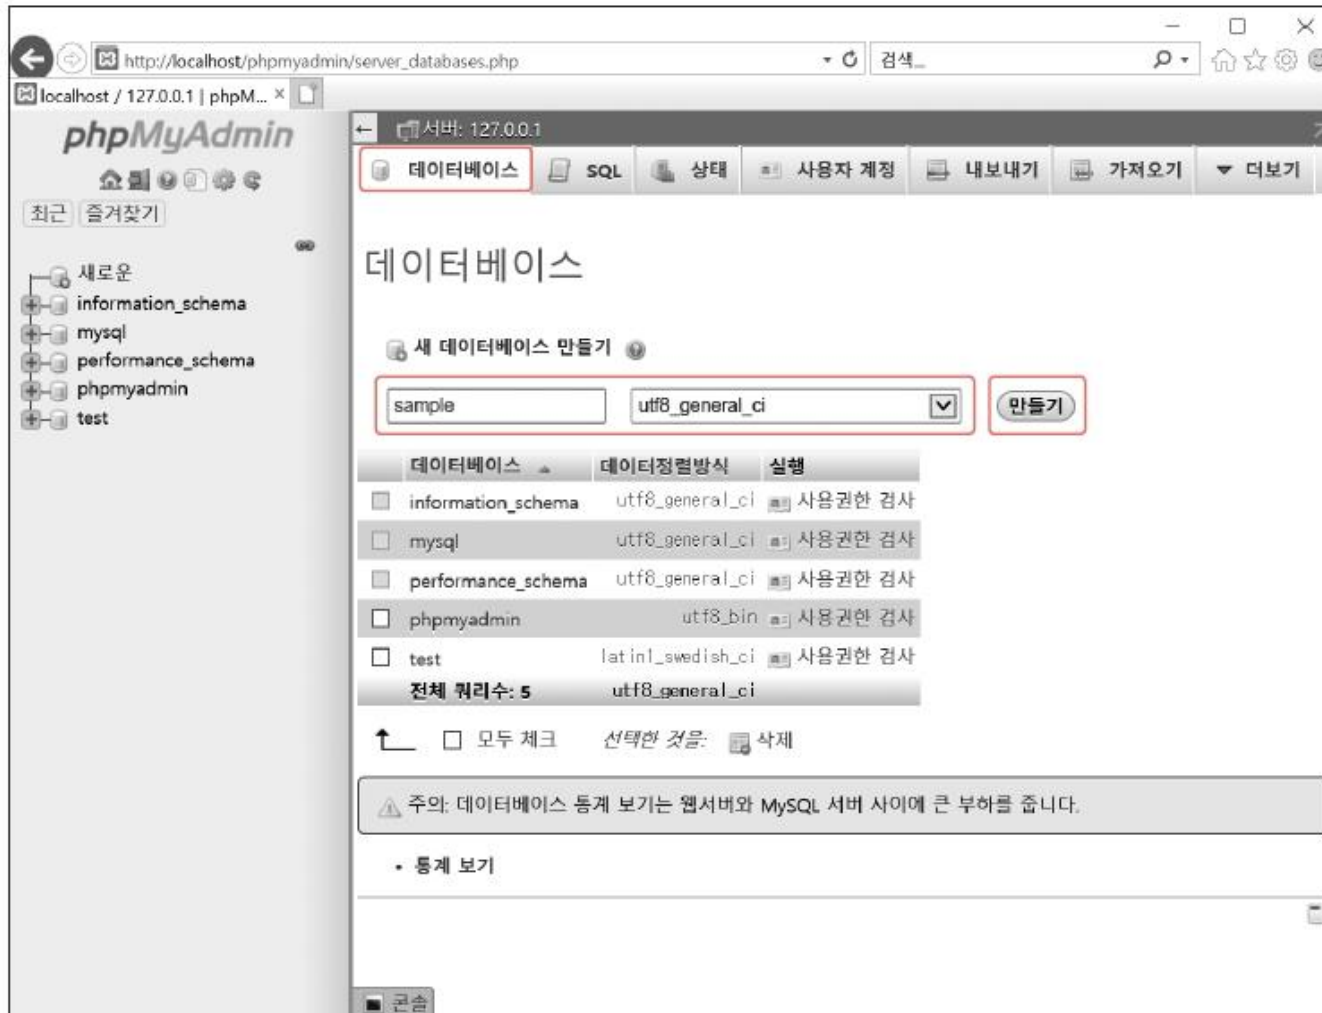 http://localhost/phpmyadmin/server_databases.php
검색...
localhost / 127.0.0.1 | phpM... ×
phpMyAdmin
최근 즐겨찾기
새로운
information_schema
mysql
performance_schema
phpmyadmin
test
서버: 127.0.0.1
데이터베이스 SQL 상태 사용자 계정 내보내기 가져오기 더보기
데이터베이스
새 데이터베이스 만들기
sample utf8_general_ci 만들기
데이터베이스 데이터정렬방식 실행
information_schema utf8_general_ci 사용권한 검사
mysql utf8_general_ci 사용권한 검사
performance_schema utf8_general_ci 사용권한 검사
phpmyadmin utf8_bin 사용권한 검사
test latin1_swedish_ci 사용권한 검사
전체 쿼리수: 5 utf8_general_ci
모두 체크 선택한 것을: 삭제
주의: 데이터베이스 통계 보기는 웹서버와 MySQL 서버 사이에 큰 부하를 줍니다.
• 통계 보기
콘솔